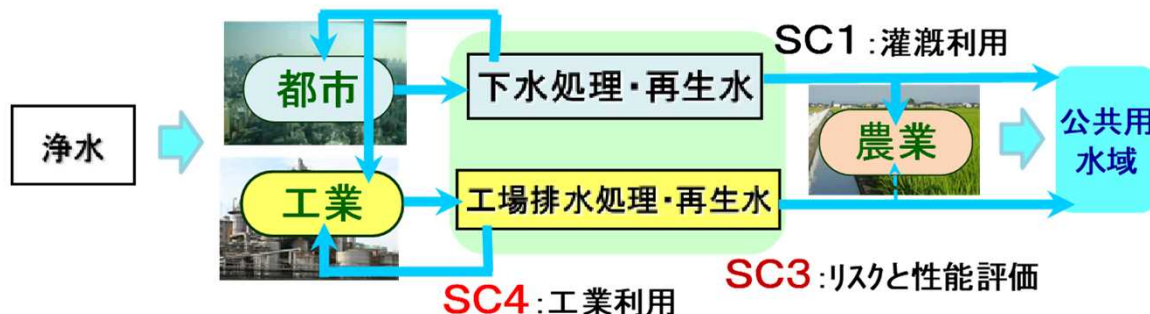 SC1:灌漑利用
都市
下水処理・再生水
浄水
農業
公共用
水域
工業
工場排水処理・再生水
SC3:リスクと性能評価
SC4:工業利用